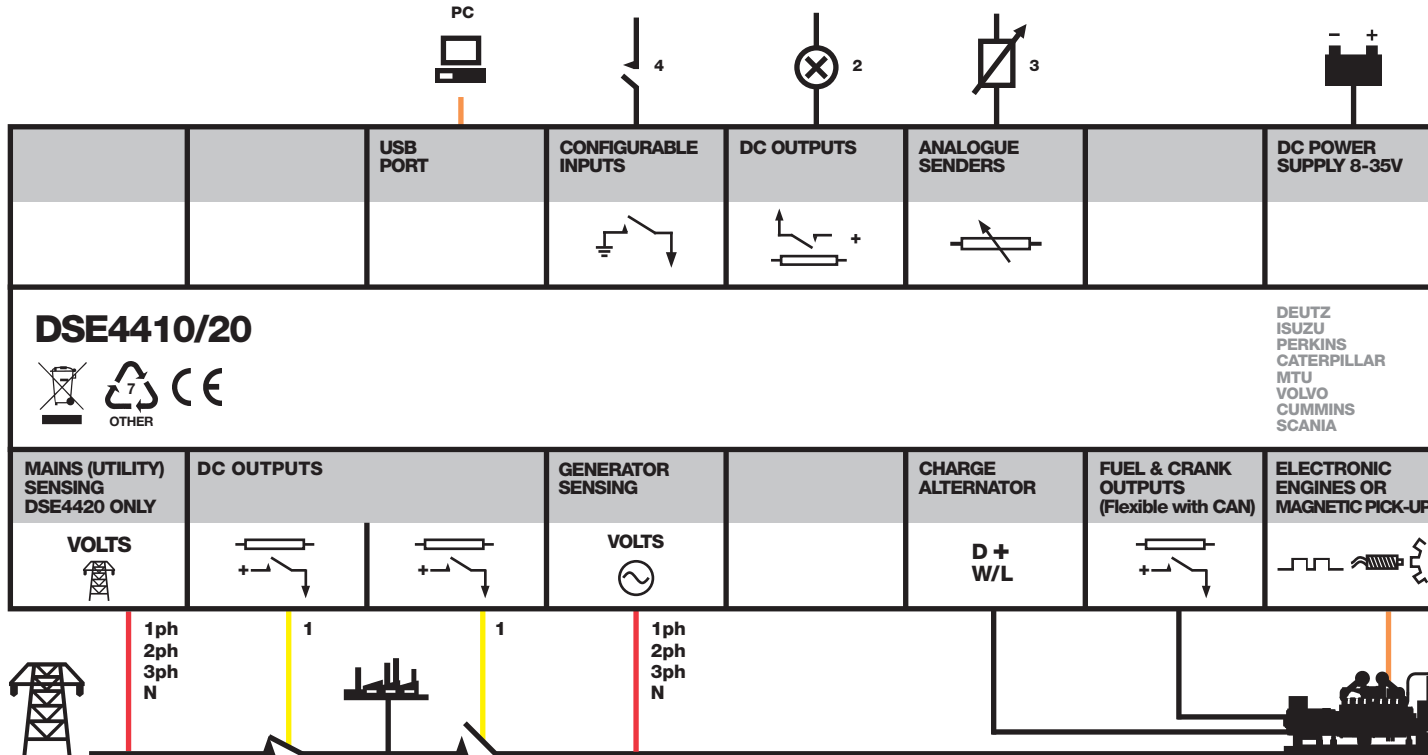 PC
4
2
3
- +
USB
PORT
CONFIGURABLE
INPUTS
DC OUTPUTS
ANALOGUE
SENDERS
DC POWER
SUPPLY 8-35V
+
DSE4410/20
7
OTHER
CE
DEUTZ
ISUZU
PERKINS
CATERPILLAR
MTU
VOLVO
CUMMINS
SCANIA
MAINS (UTILITY)
SENSING
DSE4420 ONLY
DC OUTPUTS
GENERATOR
SENSING
CHARGE
ALTERNATOR
FUEL & CRANK
OUTPUTS
(Flexible with CAN)
ELECTRONIC
ENGINES OR
MAGNETIC PICK-UP
VOLTS
+
+
VOLTS
D +
W/L
+
1ph
2ph
3ph
N
1
1
1ph
2ph
3ph
N